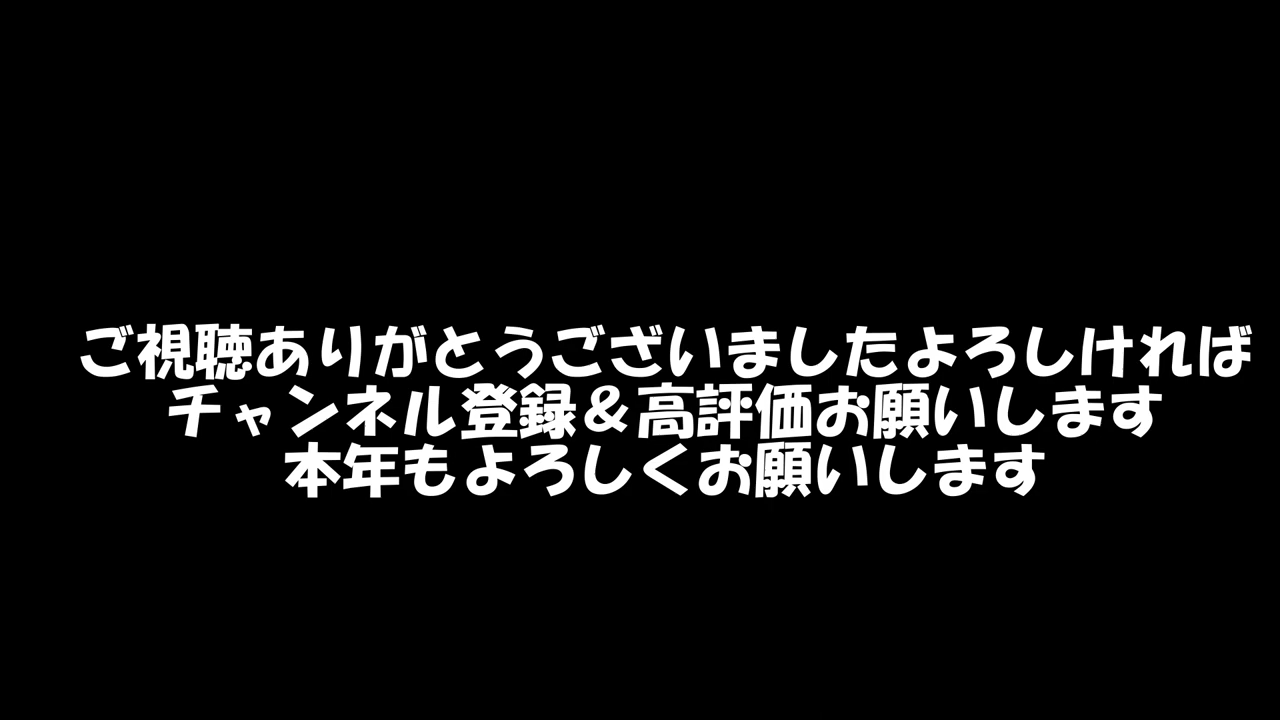 ご視聴ありがとうございましたよろしければ
チャンネル登録＆高評価お願いします
本年もよろしくお願いします